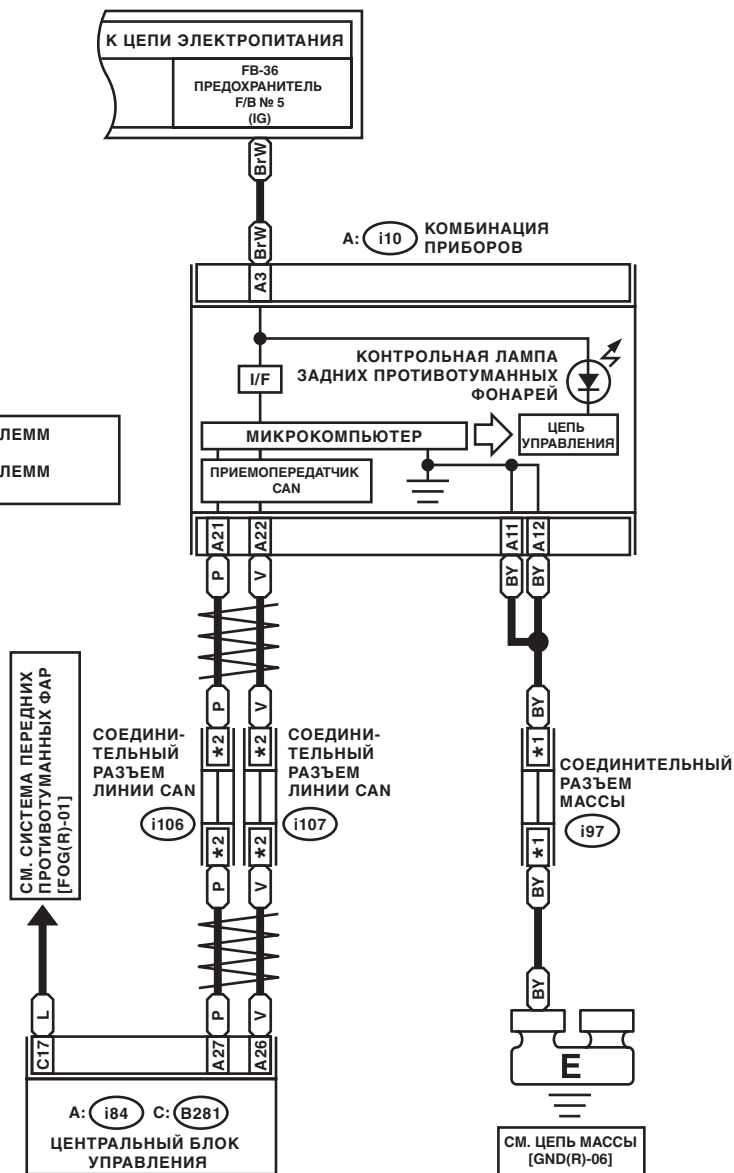 К ЦЕПИ ЭЛЕКТРОПИТАНИЯ
FB-36
ПРЕДОХРАНИТЕЛЬ
F/B № 5
(IG)
BrW
BrW
A: i10 КОМБИНАЦИЯ
ПРИБОРОВ
A3
КОНТРОЛЬНАЯ ЛАМПА
ЗАДНИХ ПРОТИВОТУМАННЫХ
ФОНАРЕЙ
I/F
МИКРОКОМПЬЮТЕР
ЦЕПЬ
УПРАВЛЕНИЯ
ПРИЕМОПЕРЕДАТЧИК
CAN
ЛЕММ
ЛЕММ
A21 A22 A11 A12
P V BY BY
P V BY
*2 *2 *1
СОЕДИНИ-
ТЕЛЬНЫЙ
РАЗЪЕМ
ЛИНИИ CAN
i106
СОЕДИНИ-
ТЕЛЬНЫЙ
РАЗЪЕМ
ЛИНИИ CAN
i107
СОЕДИНИТЕЛЬНЫЙ
РАЗЪЕМ
МАССЫ
i97
*2 *2 *1
P V BY
СМ. СИСТЕМА ПЕРЕДНИХ
ПРОТИВОТУМАННЫХ ФАР
[FOG(R)-01]
L P V BY
C17 A27 A26
E
A: i84 C: B281
ЦЕНТРАЛЬНЫЙ БЛОК
УПРАВЛЕНИЯ
СМ. ЦЕПЬ МАССЫ
[GND(R)-06]